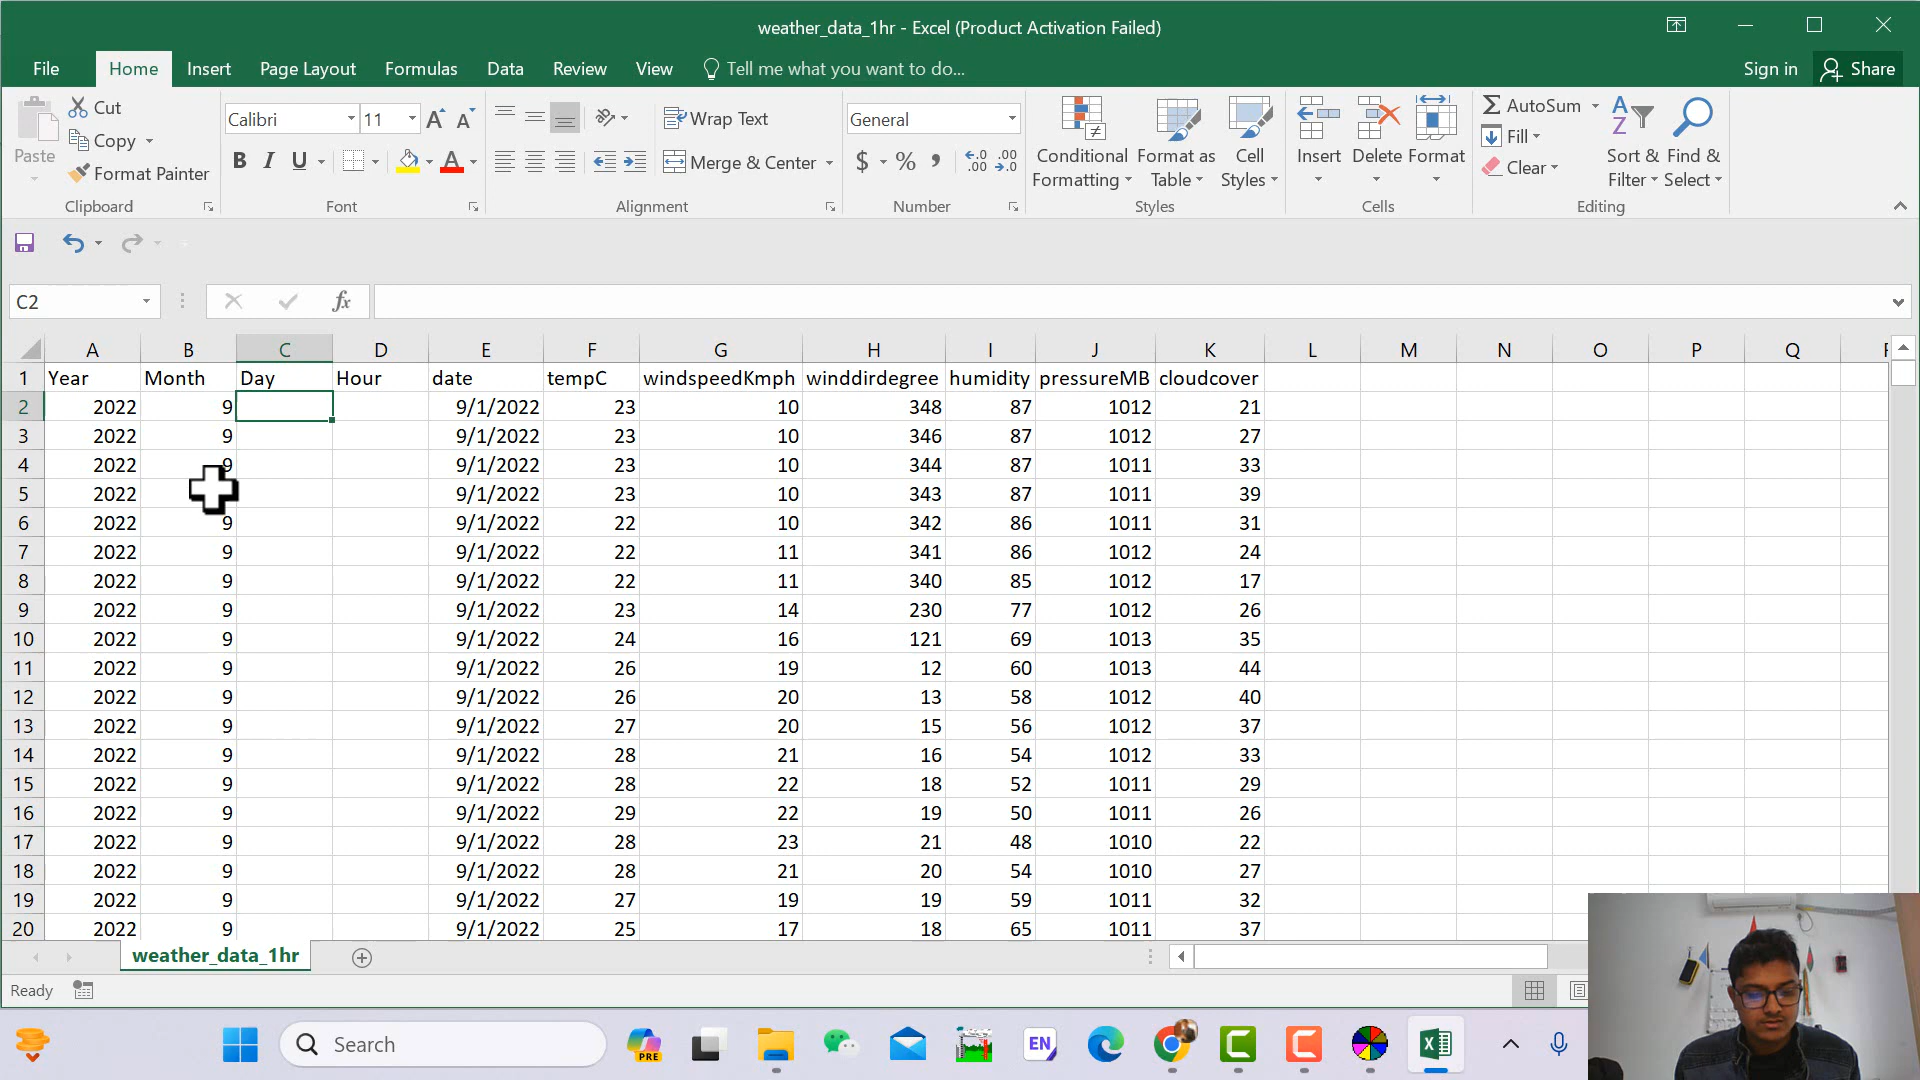 weather_data_1hr - Excel (Product Activation Failed)
File Home Insert Page Layout Formulas Data Review View Tell me what you want to do... Sign in Share
Paste Cut Copy Format Painter Clipboard
Calibri 11 B I U A Font
Wrap Text Merge & Center Alignment
General $ % Number
Conditional Formatting Format as Table Cell Styles Styles
Insert Delete Format Cells
AutoSum Fill Clear Sort & Filter Find & Select Editing
C2 fx
A B C D E F G H I J K L M N O P Q
1 Year Month Day Hour date tempC windspeedKmph winddirdegree humidity pressureMB cloudcover
2 2022 9 9/1/2022 23 10 348 87 1012 21
3 2022 9 9/1/2022 23 10 346 87 1012 27
4 2022 9 9/1/2022 23 10 344 87 1011 33
5 2022 9/1/2022 23 10 343 87 1011 39
6 2022 9 9/1/2022 22 10 342 86 1011 31
7 2022 9 9/1/2022 22 11 341 86 1012 24
8 2022 9 9/1/2022 22 11 340 85 1012 17
9 2022 9 9/1/2022 23 14 230 77 1012 26
10 2022 9 9/1/2022 24 16 121 69 1013 35
11 2022 9 9/1/2022 26 19 12 60 1013 44
12 2022 9 9/1/2022 26 20 13 58 1012 40
13 2022 9 9/1/2022 27 20 15 56 1012 37
14 2022 9 9/1/2022 28 21 16 54 1012 33
15 2022 9 9/1/2022 28 22 18 52 1011 29
16 2022 9 9/1/2022 29 22 19 50 1011 26
17 2022 9 9/1/2022 28 23 21 48 1010 22
18 2022 9 9/1/2022 28 21 20 54 1010 27
19 2022 9 9/1/2022 27 19 19 59 1011 32
20 2022 9 9/1/2022 25 17 18 65 1011 37
weather_data_1hr
Ready
Search PRE EN